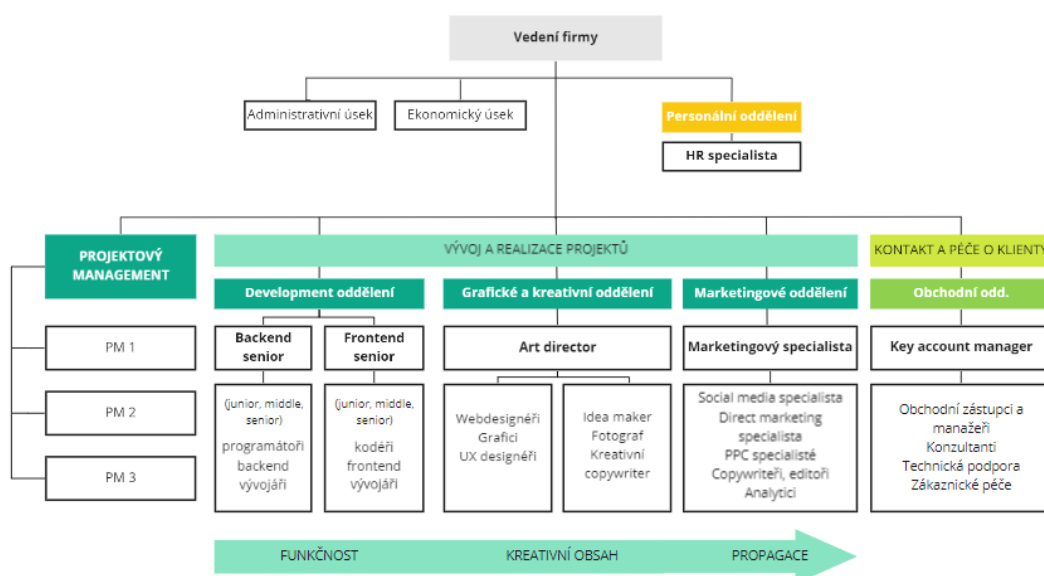 Vedení firmy
Administrativní úsek
Ekonomický úsek
Personální oddělení
HR specialista
PROJEKTOVÝ
MANAGEMENT
PM 1
PM 2
PM 3
VÝVOJ A REALIZACE PROJEKTŮ
Development oddělení
Backend
senior
(junior, middle,
senior)
programátoři
backend
vývojáři
Frontend
senior
(junior, middle,
senior)
kodéři
frontend
vývojáři
Grafické a kreativní oddělení
Art director
Webdesignéři
Grafici
UX designéři
Idea maker
Fotograf
Kreativní
copywriter
Marketingové oddělení
Marketingový specialista
Social media specialista
Direct marketing
specialista
PPC specialisté
Copywriteři, editoři
Analytici
KONTAKT A PÉČE O KLIENTY
Obchodní odd.
Key account manager
Obchodní zástupci a
manažeři
Konzultanti
Technická podpora
Zákaznické péče
FUNKČNOST
KREATIVNÍ OBSAH
PROPAGACE